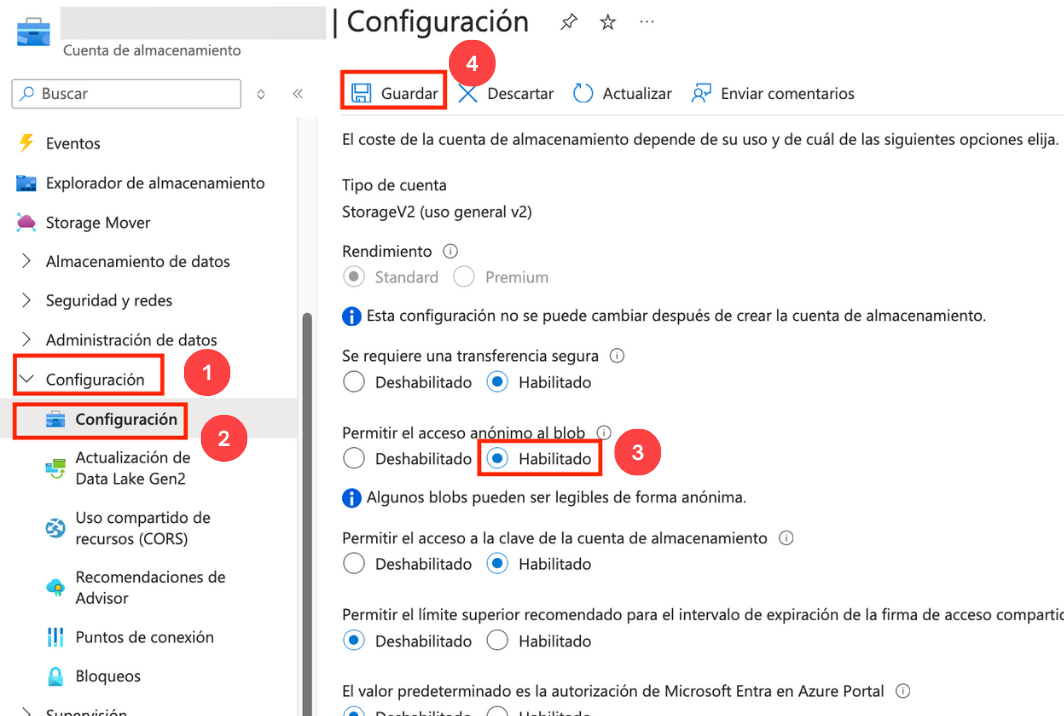 | Configuración
Cuenta de almacenamiento
Buscar
Eventos
Explorador de almacenamiento
Storage Mover
Almacenamiento de datos
Seguridad y redes
Administración de datos
Configuración
1
Configuración
2
Actualización de
Data Lake Gen2
Uso compartido de
recursos (CORS)
Recomendaciones de
Advisor
Puntos de conexión
Bloqueos
Supervisión
4
Guardar Descartar Actualizar Enviar comentarios
El coste de la cuenta de almacenamiento depende de su uso y de cuál de las siguientes opciones elija.
Tipo de cuenta
StorageV2 (uso general v2)
Rendimiento
Standard Premium
Esta configuración no se puede cambiar después de crear la cuenta de almacenamiento.
Se requiere una transferencia segura
Deshabilitado Habilitado
Permitir el acceso anónimo al blob
Deshabilitado Habilitado
3
Algunos blobs pueden ser legibles de forma anónima.
Permitir el acceso a la clave de la cuenta de almacenamiento
Deshabilitado Habilitado
Permitir el límite superior recomendado para el intervalo de expiración de la firma de acceso
Deshabilitado Habilitado
El valor predeterminado es la autorización de Microsoft Entra en Azure Portal
Deshabilitado Habilitado